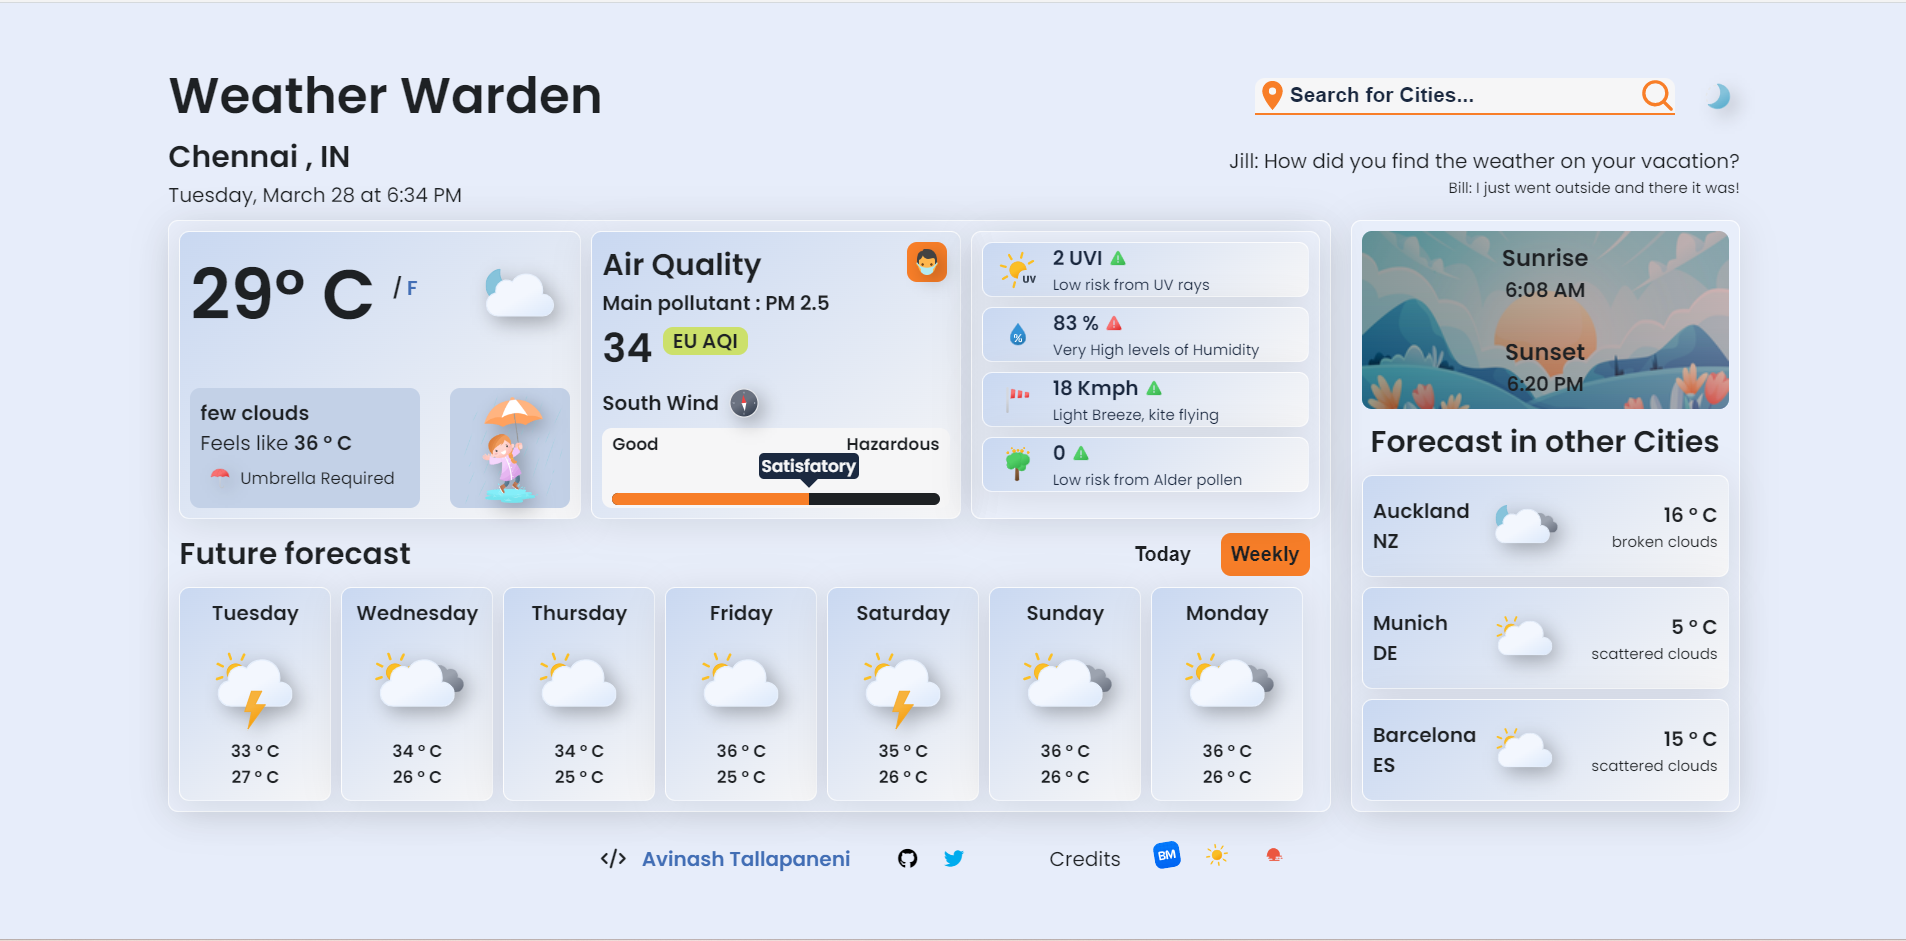 Weather Warden
Search for Cities...
Chennai , IN
Tuesday, March 28 at 6:34 PM
Jill: How did you find the weather on your vacation?
Bill: I just went outside and there it was!
29° C / F
few clouds
Feels like 36 ° C
Umbrella Required
Air Quality
Main pollutant : PM 2.5
34 EU AQI
South Wind
Good Hazardous
Satisfatory
UV
2 UVI
Low risk from UV rays
%
83 %
Very High levels of Humidity
18 Kmph
Light Breeze, kite flying
0
Low risk from Alder pollen
Sunrise
6:08 AM
Sunset
6:20 PM
Future forecast
Today Weekly
Tuesday
33 ° C
27 ° C
Wednesday
34 ° C
26 ° C
Thursday
34 ° C
25 ° C
Friday
36 ° C
25 ° C
Saturday
35 ° C
26 ° C
Sunday
36 ° C
26 ° C
Monday
36 ° C
26 ° C
Forecast in other Cities
Auckland
NZ
16 ° C
broken clouds
Munich
DE
5 ° C
scattered clouds
Barcelona
ES
15 ° C
scattered clouds
</> Avinash Tallapaneni
Credits
BM